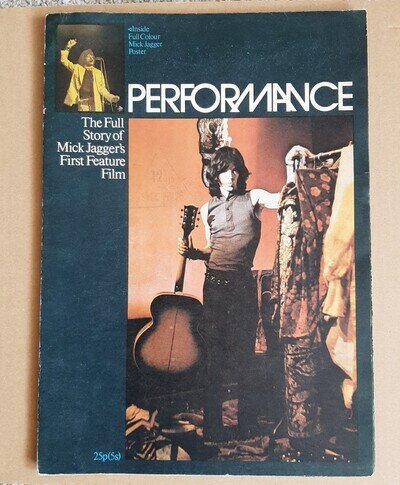 <Inside
Full Colour
Mick Jagger
Poster
PERFORMANCE
The Full
Story of
Mick Jagger's
First Feature
Film
25p(5s)